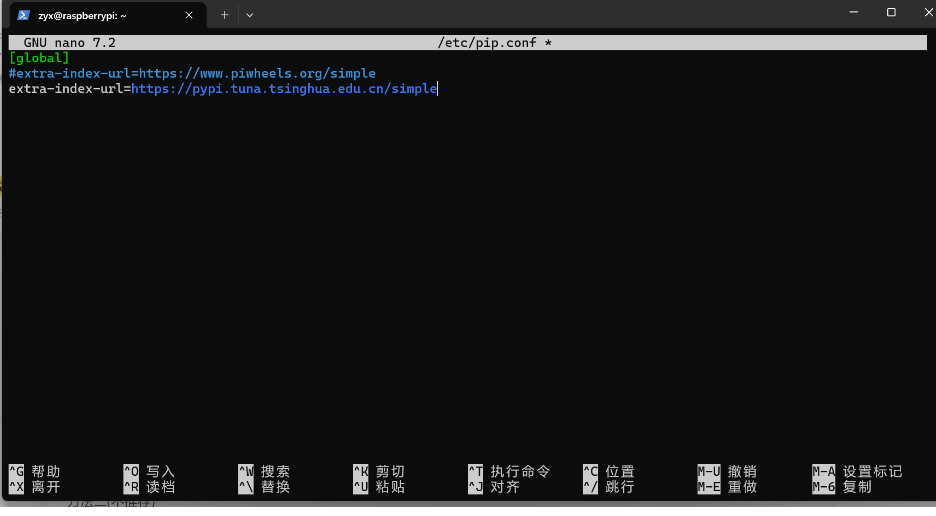 zyx@raspberrypi: ~
GNU nano 7.2 /etc/pip.conf *
[global]
#extra-index-url=https://www.piwheels.org/simple
extra-index-url=https://pypi.tuna.tsinghua.edu.cn/simple
^G 帮助 ^O 写入 ^W 搜索 ^K 剪切 ^T 执行命令 ^C 位置 M-U 撤销 M-A 设置标记
^X 离开 ^R 读档 ^\ 替换 ^U 粘贴 ^J 对齐 ^/ 跳行 M-E 重做 M-6 复制